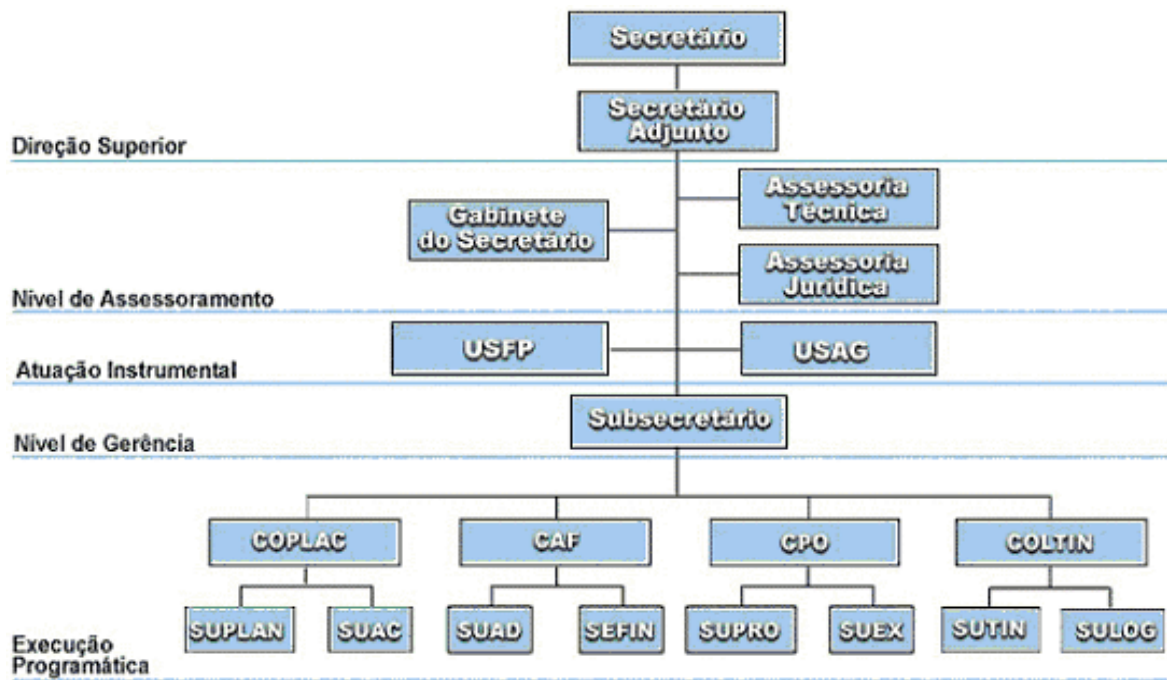 Secretário
Secretário
Adjunto
Direção Superior
Assessoria
Técnica
Gabinete
do Secretário
Assessoria
Jurídica
Nível de Assessoramento
USFP
USAG
Atuação Instrumental
Subsecretário
Nível de Gerência
COPLAC
CAF
CPO
COLTIN
SUPLAN
SUAC
SUAD
SEFIN
SUPRO
SUEX
SUTIN
SULOG
Execução
Programática